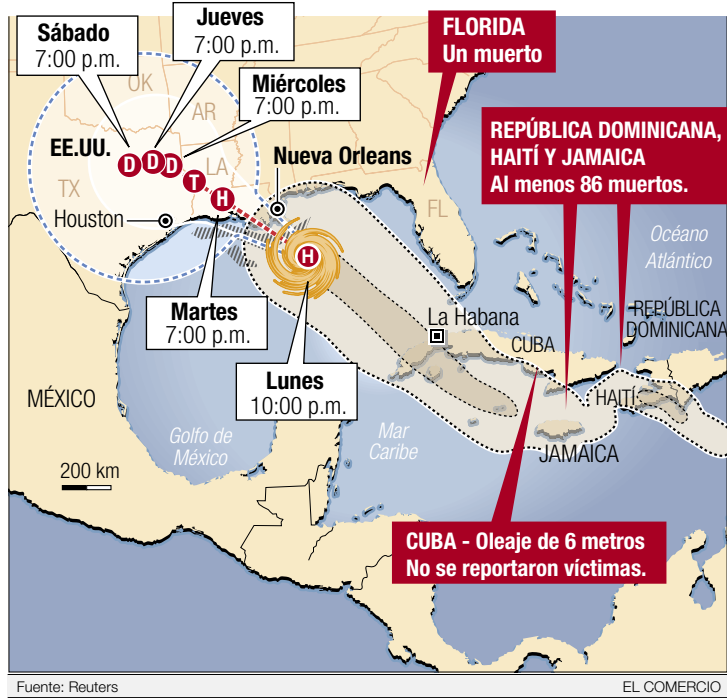 Sábado
7:00 p.m.
Jueves
7:00 p.m.
Miércoles
7:00 p.m.
FLORIDA
Un muerto
REPÚBLICA DOMINICANA,
HAITÍ Y JAMAICA
Al menos 86 muertos.
OK
AR
EE.UU.
TX
LA
D
D
D
T
H
Nueva Orleans
Houston
FL
Océano
Atlántico
H
Martes
7:00 p.m.
Lunes
10:00 p.m.
La Habana
CUBA
REPÚBLICA
DOMINICANA
HAITÍ
JAMAICA
MÉXICO
Golfo de
México
Mar
Caribe
200 km
CUBA - Oleaje de 6 metros
No se reportaron víctimas.
Fuente: Reuters
EL COMERCIO